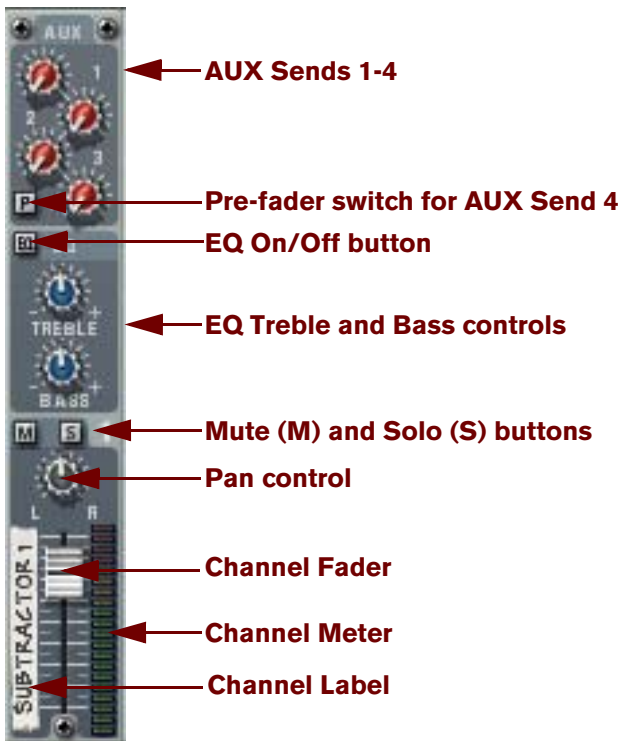 AUX
1
AUX Sends 1-4
2
3
P
Pre-fader switch for AUX Send 4
EQ
EQ On/Off button
- +
TREBLE
EQ Treble and Bass controls
- +
BASS
M S
Mute (M) and Solo (S) buttons
Pan control
L R
Channel Fader
SUBTRACTOR 1
Channel Meter
Channel Label